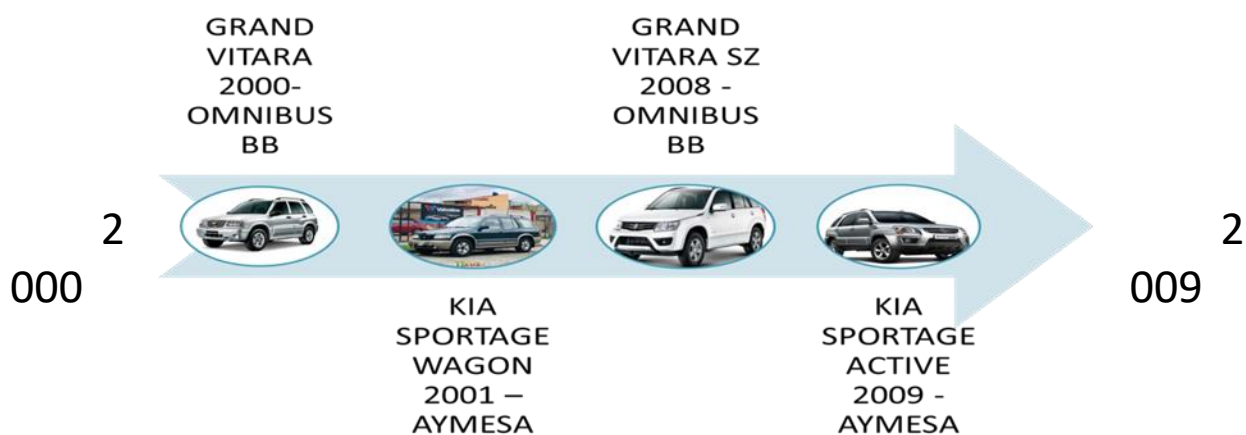 GRAND
VITARA
2000-
OMNIBUS
BB
GRAND
VITARA SZ
2008 -
OMNIBUS
BB
2
000
2
009
KIA
SPORTAGE
WAGON
2001 –
AYMESA
KIA
SPORTAGE
ACTIVE
2009 -
AYMESA